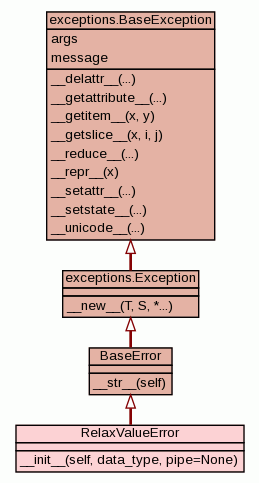 exceptions.BaseException
args
message
__delattr__(...)
__getattribute__(...)
__getitem__(x, y)
__getslice__(x, i, j)
__reduce__(...)
__repr__(x)
__setattr__(...)
__setstate__(...)
__unicode__(...)
exceptions.Exception
__new__(T, S, *...)
BaseError
__str__(self)
RelaxValueError
__init__(self, data_type, pipe=None)